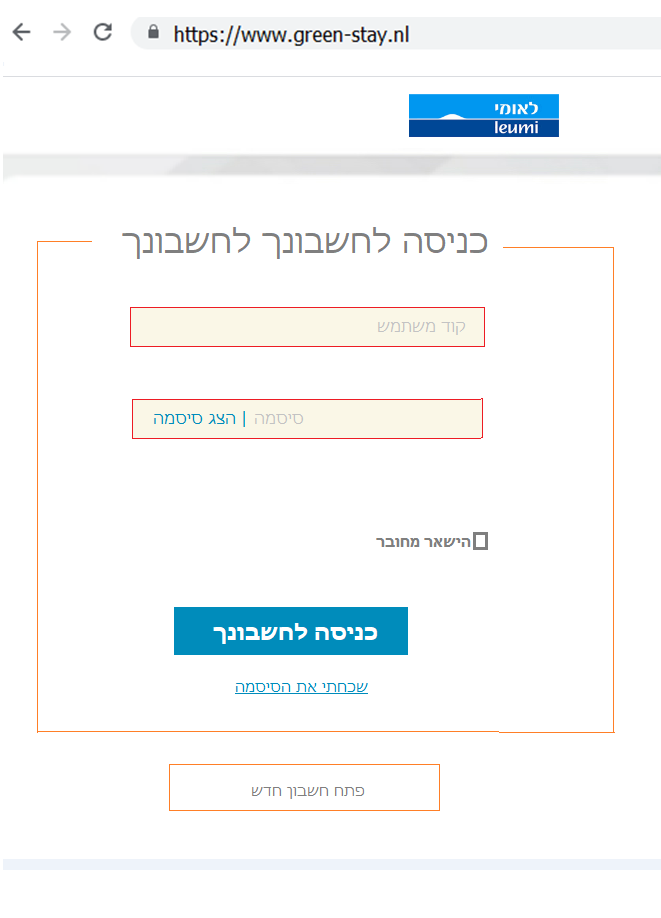 https://www.green-stay.nl
לאומי
leumi
כניסה לחשבונך לחשבונך
קוד משתמש
סיסמה | הצג סיסמה
הישאר מחובר
כניסה לחשבונך
שכחתי את הסיסמה
פתח חשבון חדש